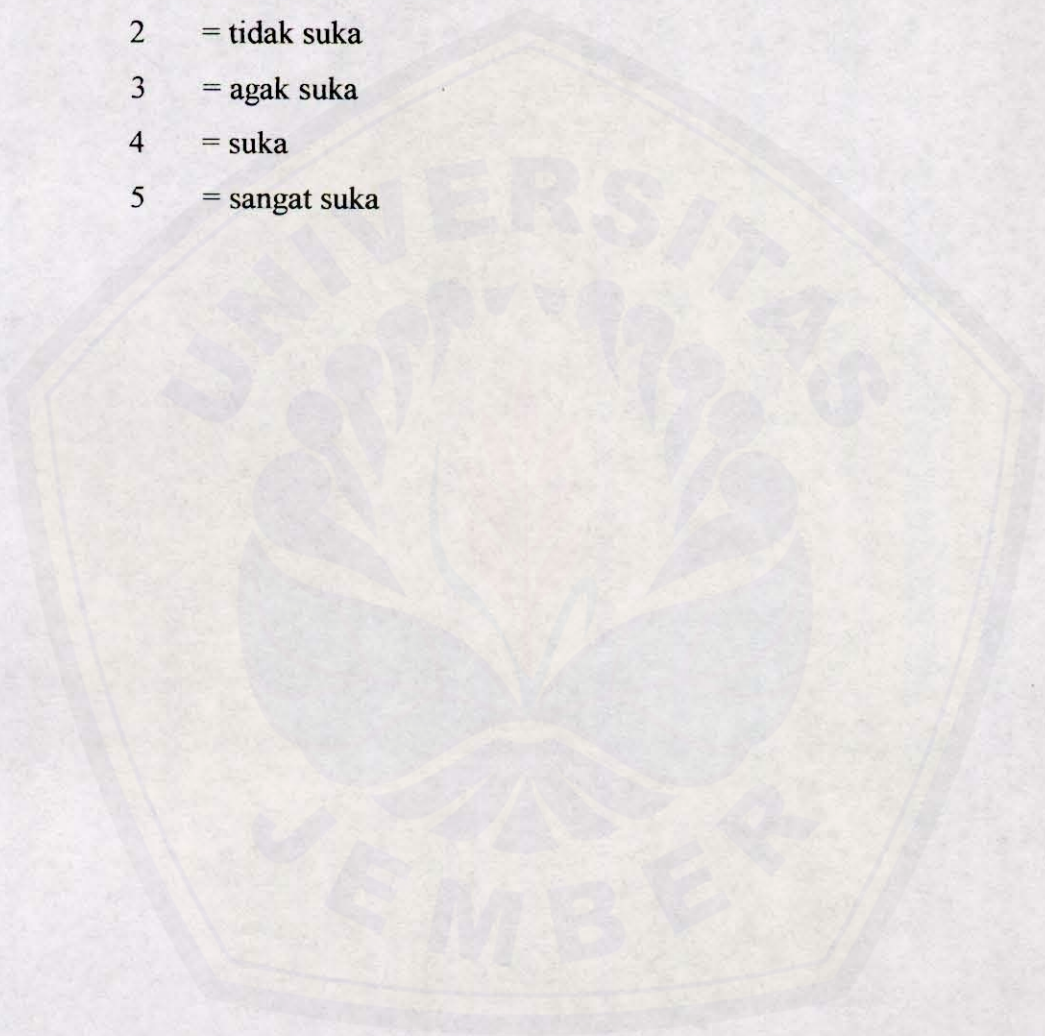 2 = tidak suka
3 = agak suka
4 = suka
5 = sangat suka
UNIVERSITAS
JEMBER